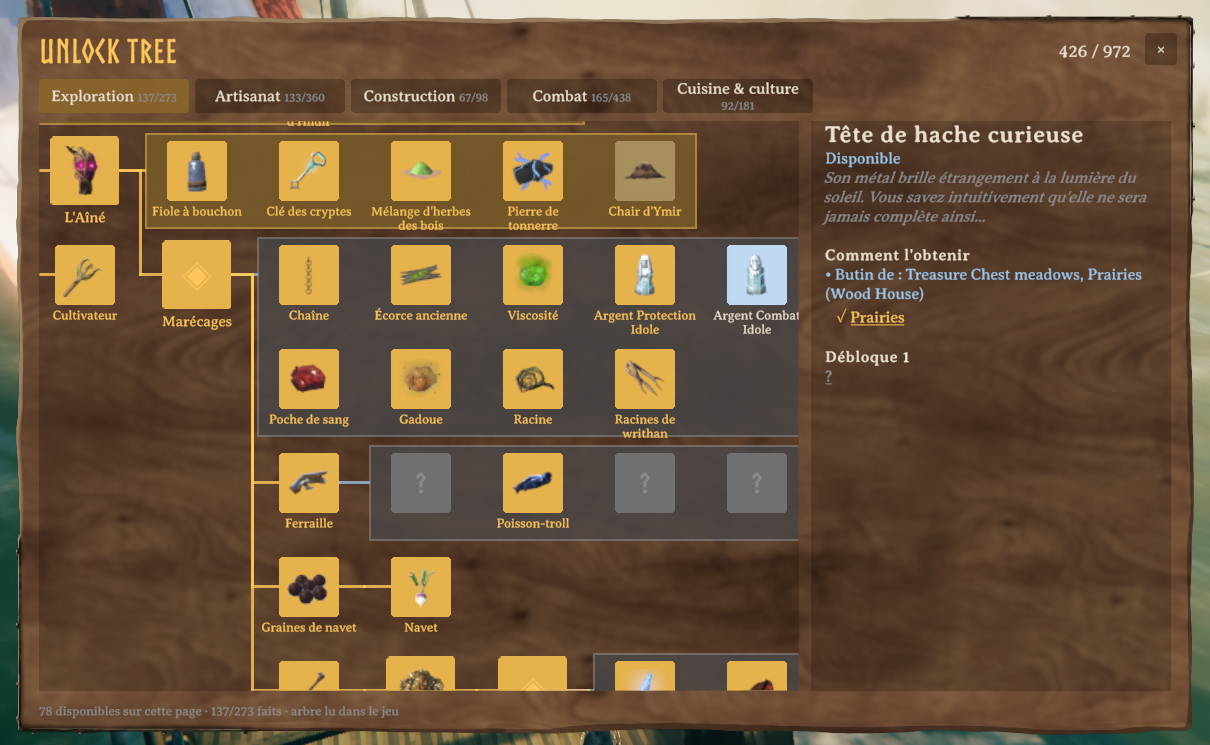 UNLOCK TREE
426 / 972
×
Exploration 137/273
Artisanat 133/360
Construction 67/98
Combat 165/438
Cuisine & culture
92/181
L'Aîné
Fiole à bouchon
Clé des cryptes
Mélange d'herbes
des bois
Pierre de
tonnerre
Chair d'Ymir
Cultivateur
Marécages
Chaîne
Écorce ancienne
Viscosité
Argent Protection
Idole
Argent Combat
Idole
Poche de sang
Gadoue
Racine
Racines de
writhan
Ferraille
?
Poisson-troll
?
?
Graines de navet
Navet
Tête de hache curieuse
Disponible
Son métal brille étrangement à la lumière du
soleil. Vous savez intuitivement qu'elle ne sera
jamais complète ainsi...
Comment l'obtenir
• Butin de : Treasure Chest meadows, Prairies
(Wood House)
√ Prairies
Débloque 1
?
78 disponibles sur cette page · 137/273 faits · arbre lu dans le jeu